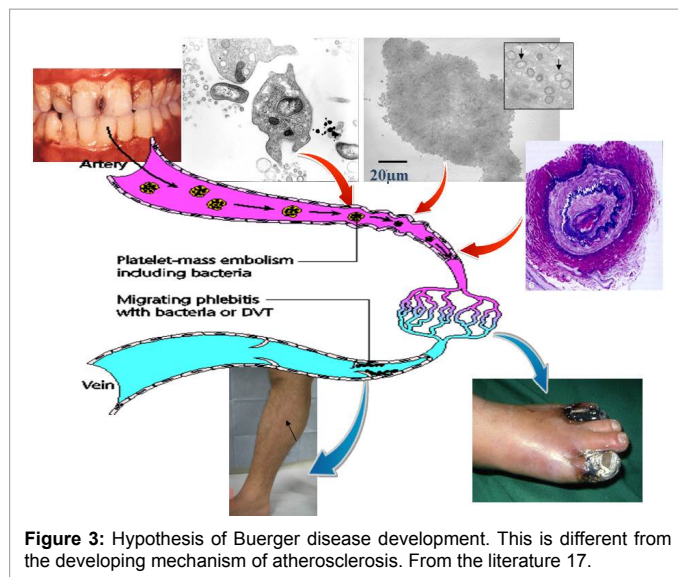 Artery
20μm
Platelet-mass embolism
including bacteria
Migrating phlebitis
with bacteria or DVT
Vein
Figure 3: Hypothesis of Buerger disease development. This is different from
the developing mechanism of atherosclerosis. From the literature 17.